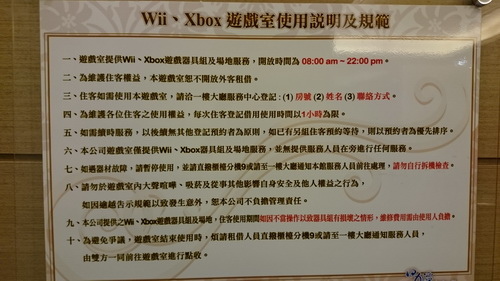 Wii、Xbox 遊戲室使用説明及規範
一、遊戲室提供Wii、Xbox遊戲器具組及場地服務，開放時間為 08:00 am ~ 22:00 pm。
二、為維護住客權益，本遊戲室恕不開放外客租借。
三、住客如需使用本遊戲室，請洽一樓大廳服務中心登記：(1) 房號 (2) 姓名 (3) 聯絡方式。
四、為維護各位住客之使用權益，每次住客登記借用使用時間以1小時為限。
五、如需續時服務，以後續無其他登記預約者為原則，如已有另組住客預約等待，則以預約者為優先排序。
六、本公司遊戲室僅提供Wii、Xbox器具組及場地服務，並無提供服務人員在旁進行任何服務。
七、如遇器材故障，請暫停使用，並請直撥櫃檯分機9或請至一樓大廳通知本館服務人員前往處理，請勿自行拆機檢查。
八、請勿於遊戲室內大聲喧嘩、吸菸及從事其他影響自身安全及他人權益之行為，
如因逾越告示規範以致發生意外，恕本公司不負擔管理責任。
九、本公司提供之Wii、Xbox遊戲器具組及場地，住客使用期間如因不當操作以致器具組有損壞之情形，維修費用需由使用人負擔。
十、為避免爭議，遊戲室結束使用時，煩請租借人員直撥櫃檯分機9或請至一樓大廳通知服務人員，
由雙方一同前往遊戲室進行點收。